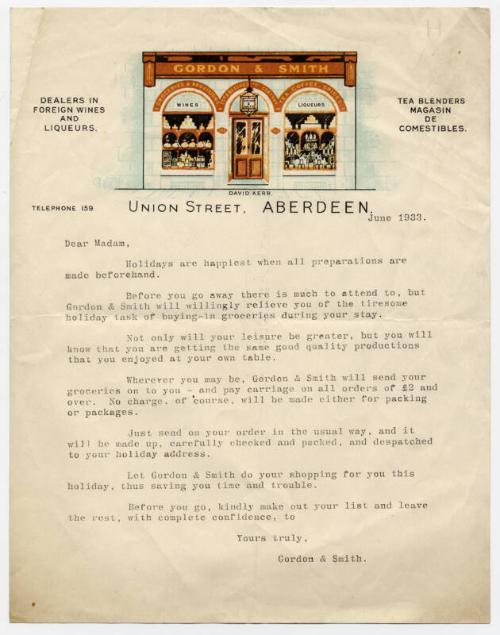 GORDON & SMITH
WINES
LIQUEURS
DEALERS IN
FOREIGN WINES
AND
LIQUEURS.
TEA BLENDERS
MAGASIN
DE
COMESTIBLES.
DAVID KERR.
TELEPHONE 159.
UNION STREET, ABERDEEN,
June 1933.
Dear Madam,
Holidays are happiest when all preparations are
made beforehand.
Before you go away there is much to attend to, but
Gordon & Smith will willingly relieve you of the tiresome
holiday task of buying-in groceries during your stay.
Not only will your leisure be greater, but you will
know that you are getting the same good quality productions
that you enjoyed at your own table.
Wherever you may be, Gordon & Smith will send your
groceries on to you - and pay carriage on all orders of £2 and
over. No charge, of course, will be made either for packing
or packages.
Just send on your order in the usual way, and it
will be made up, carefully checked and packed, and despatched
to your holiday address.
Let Gordon & Smith do your shopping for you this
holiday, thus saving you time and trouble.
Before you go, kindly make out your list and leave
the rest, with complete confidence, to
Yours truly,
Gordon & Smith.